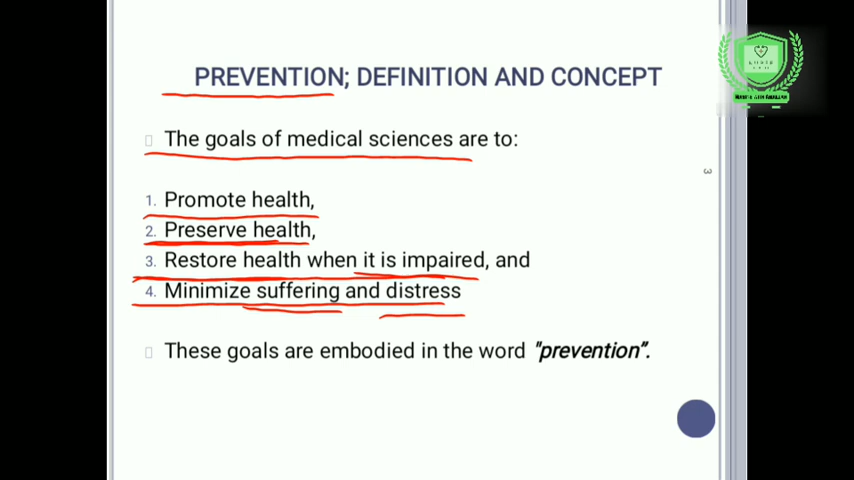 PREVENTION; DEFINITION AND CONCEPT
The goals of medical sciences are to:
3
1. Promote health,
2. Preserve health,
3. Restore health when it is impaired, and
4. Minimize suffering and distress
These goals are embodied in the word "prevention".